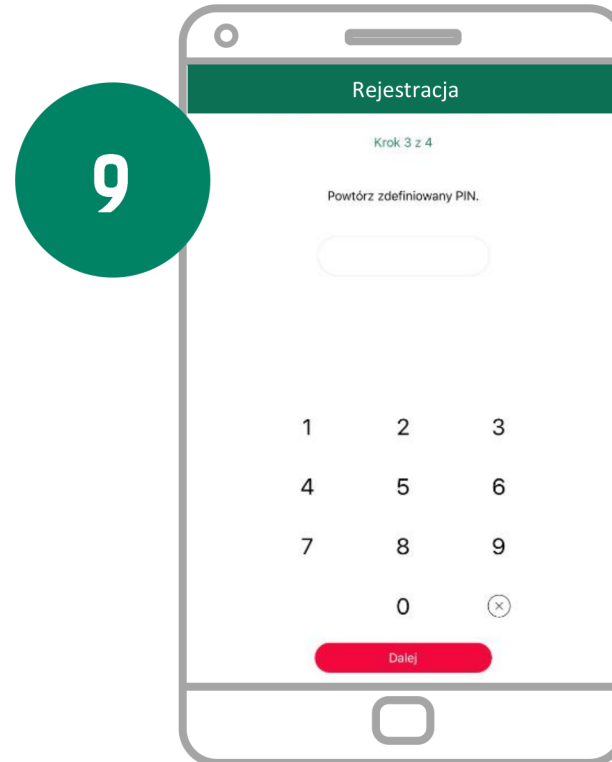 Rejestracja
Krok 3 z 4
9
Powtórz zdefiniowany PIN.
1 2 3
4 5 6
7 8 9
0
Dalej